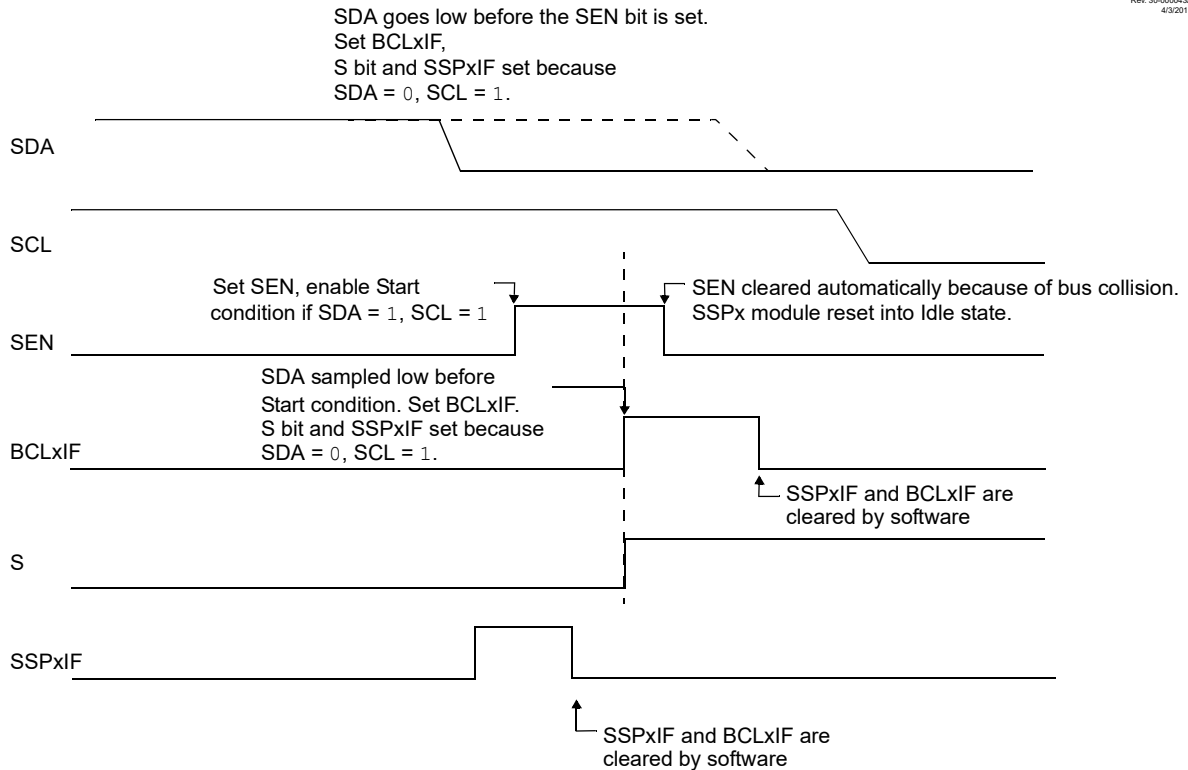 4/3/201
SDA goes low before the SEN bit is set.
Set BCLxIF,
S bit and SSPxIF set because
SDA = 0, SCL = 1.
SDA
SCL
Set SEN, enable Start
condition if SDA = 1, SCL = 1
SEN cleared automatically because of bus collision.
SSPx module reset into Idle state.
SEN
SDA sampled low before
Start condition. Set BCLxIF.
S bit and SSPxIF set because
SDA = 0, SCL = 1.
BCLxIF
SSPxIF and BCLxIF are
cleared by software
S
SSPxIF
SSPxIF and BCLxIF are
cleared by software